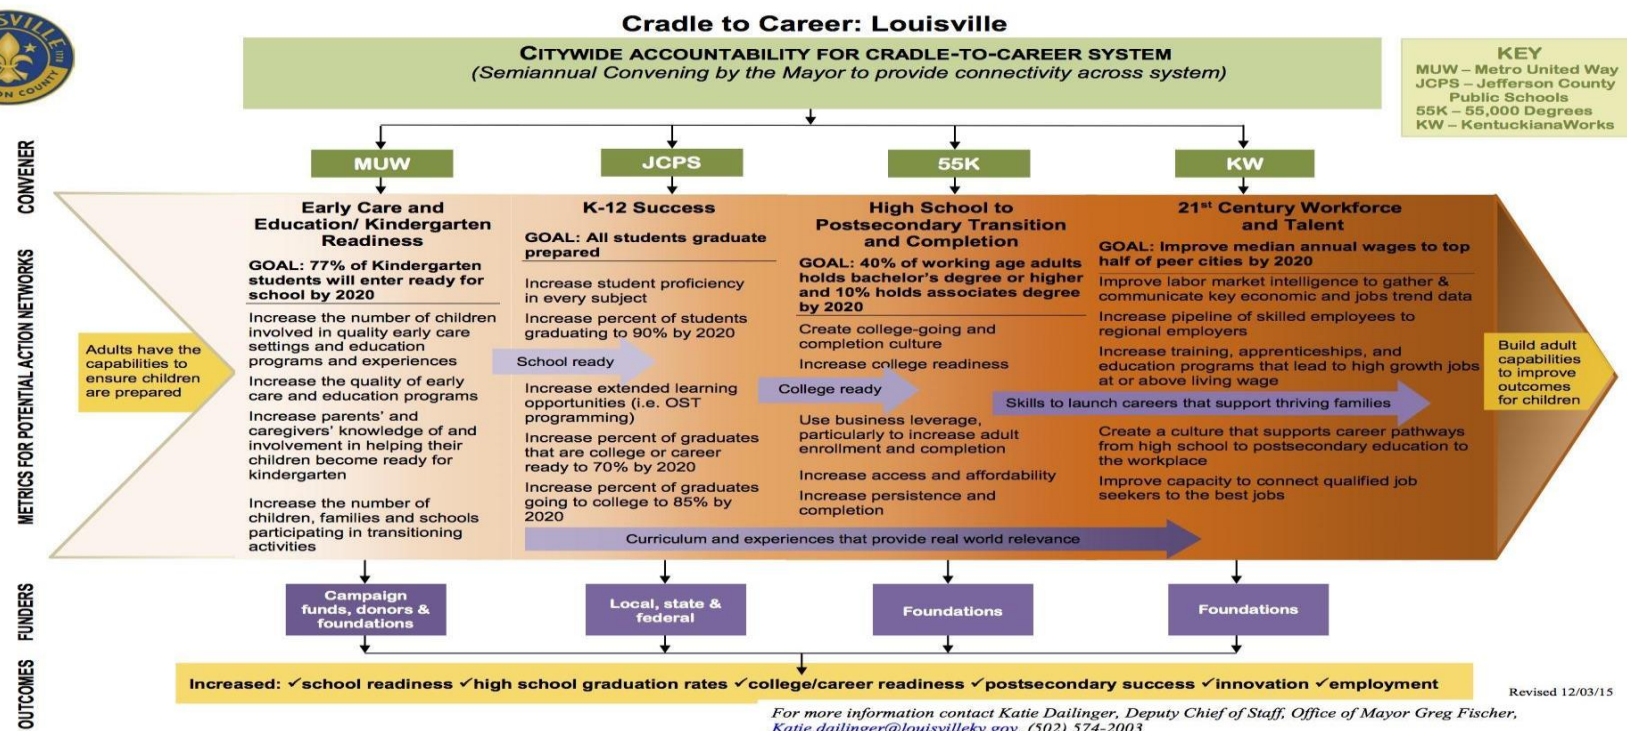 Cradle to Career: Louisville
CITYWIDE ACCOUNTABILITY FOR CRADLE-TO-CAREER SYSTEM
(Semiannual Convening by the Mayor to provide connectivity across system)
KEY
MUW – Metro United Way
JCPS – Jefferson County
Public Schools
55K – 55,000 Degrees
KW – KentuckianaWorks
CONVENER
MUW
JCPS
55K
KW
METRICS FOR POTENTIAL ACTION NETWORKS
Adults have the
capabilities to
ensure children
are prepared
Early Care and
Education/ Kindergarten
Readiness
GOAL: 77% of Kindergarten
students will enter ready for
school by 2020
Increase the number of children
involved in quality early care
settings and education
programs and experiences
Increase the quality of early
care and education programs
Increase parents' and
caregivers' knowledge of and
involvement in helping their
children become ready for
kindergarten
Increase the number of
children, families and schools
participating in transitioning
activities
K-12 Success
GOAL: All students graduate
prepared
Increase student proficiency
in every subject
Increase percent of students
graduating to 90% by 2020
School ready
Increase extended learning
opportunities (i.e. OST
programming)
Increase percent of graduates
that are college or career
ready to 70% by 2020
Increase percent of graduates
going to college to 85% by
2020
High School to
Postsecondary Transition
and Completion
GOAL: 40% of working age adults
holds bachelor's degree or higher
and 10% holds associates degree
by 2020
Create college-going and
completion culture
Increase college readiness
College ready
Use business leverage,
particularly to increase adult
enrollment and completion
Increase access and affordability
Increase persistence and
completion
21st Century Workforce
and Talent
GOAL: Improve median annual wages to top
half of peer cities by 2020
Improve labor market intelligence to gather &
communicate key economic and jobs trend data
Increase pipeline of skilled employees to
regional employers
Increase training, apprenticeships, and
education programs that lead to high growth jobs
at or above living wage
Skills to launch careers that support thriving families
Create a culture that supports career pathways
from high school to postsecondary education to
the workplace
Improve capacity to connect qualified job
seekers to the best jobs
Curriculum and experiences that provide real world relevance
Build adult
capabilities
to improve
outcomes
for children
FUNDERS
Campaign
funds, donors &
foundations
Local, state &
federal
Foundations
Foundations
OUTCOMES
Increased: ✓school readiness ✓high school graduation rates ✓college/career readiness ✓postsecondary success ✓innovation ✓employment
Revised 12/03/15
For more information contact Katie Dailinger, Deputy Chief of Staff, Office of Mayor Greg Fischer,
Katie.dailinger@louisvilleky.gov, (502) 574-2003